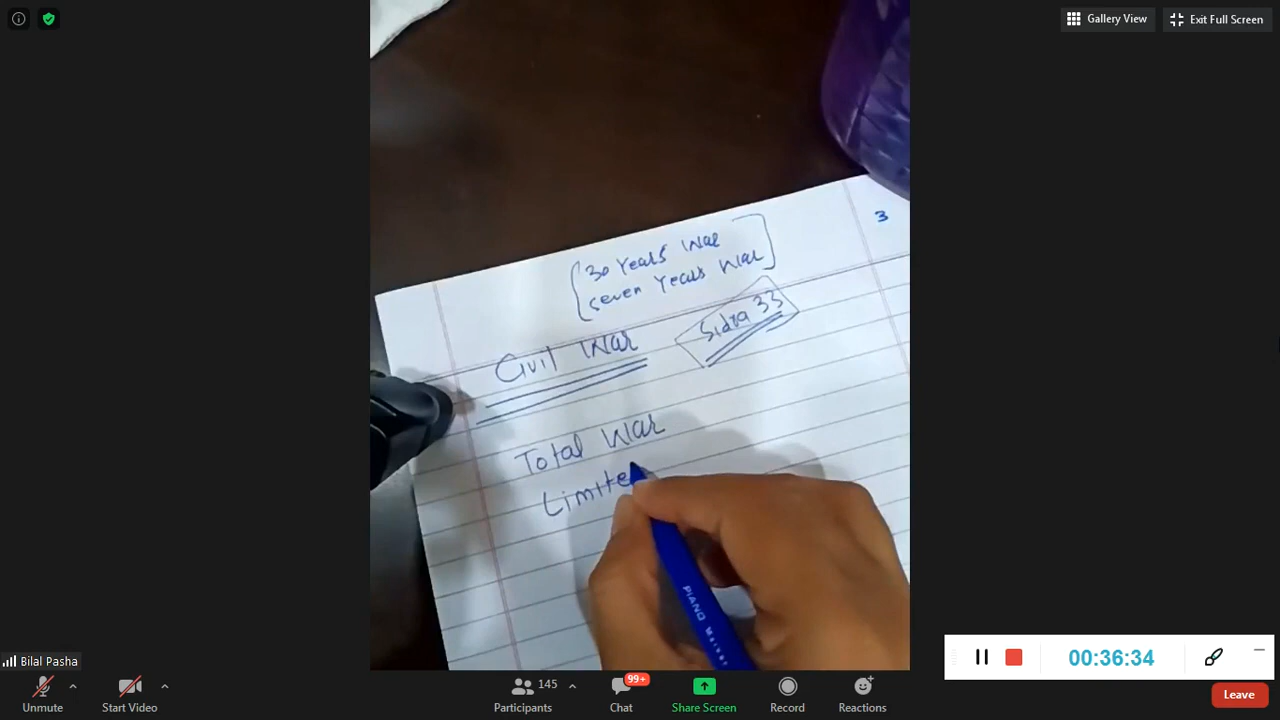 Gallery View
Exit Full Screen
3
30 Years War
Seven Years War
Civil War
Sidra 33
Total War
Limite
PIANO
Bilal Pasha
00:36:34
Unmute
Start Video
145
Participants
99+
Chat
Share Screen
Record
Reactions
Leave